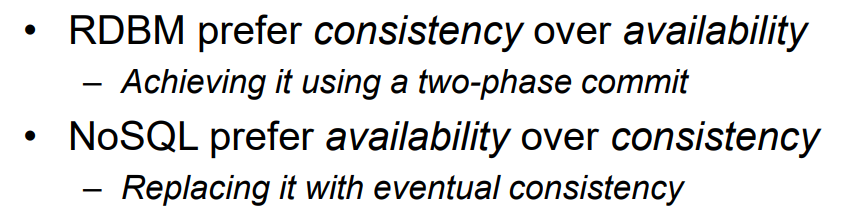 • RDBM prefer consistency over availability
– Achieving it using a two-phase commit
• NoSQL prefer availability over consistency
– Replacing it with eventual consistency